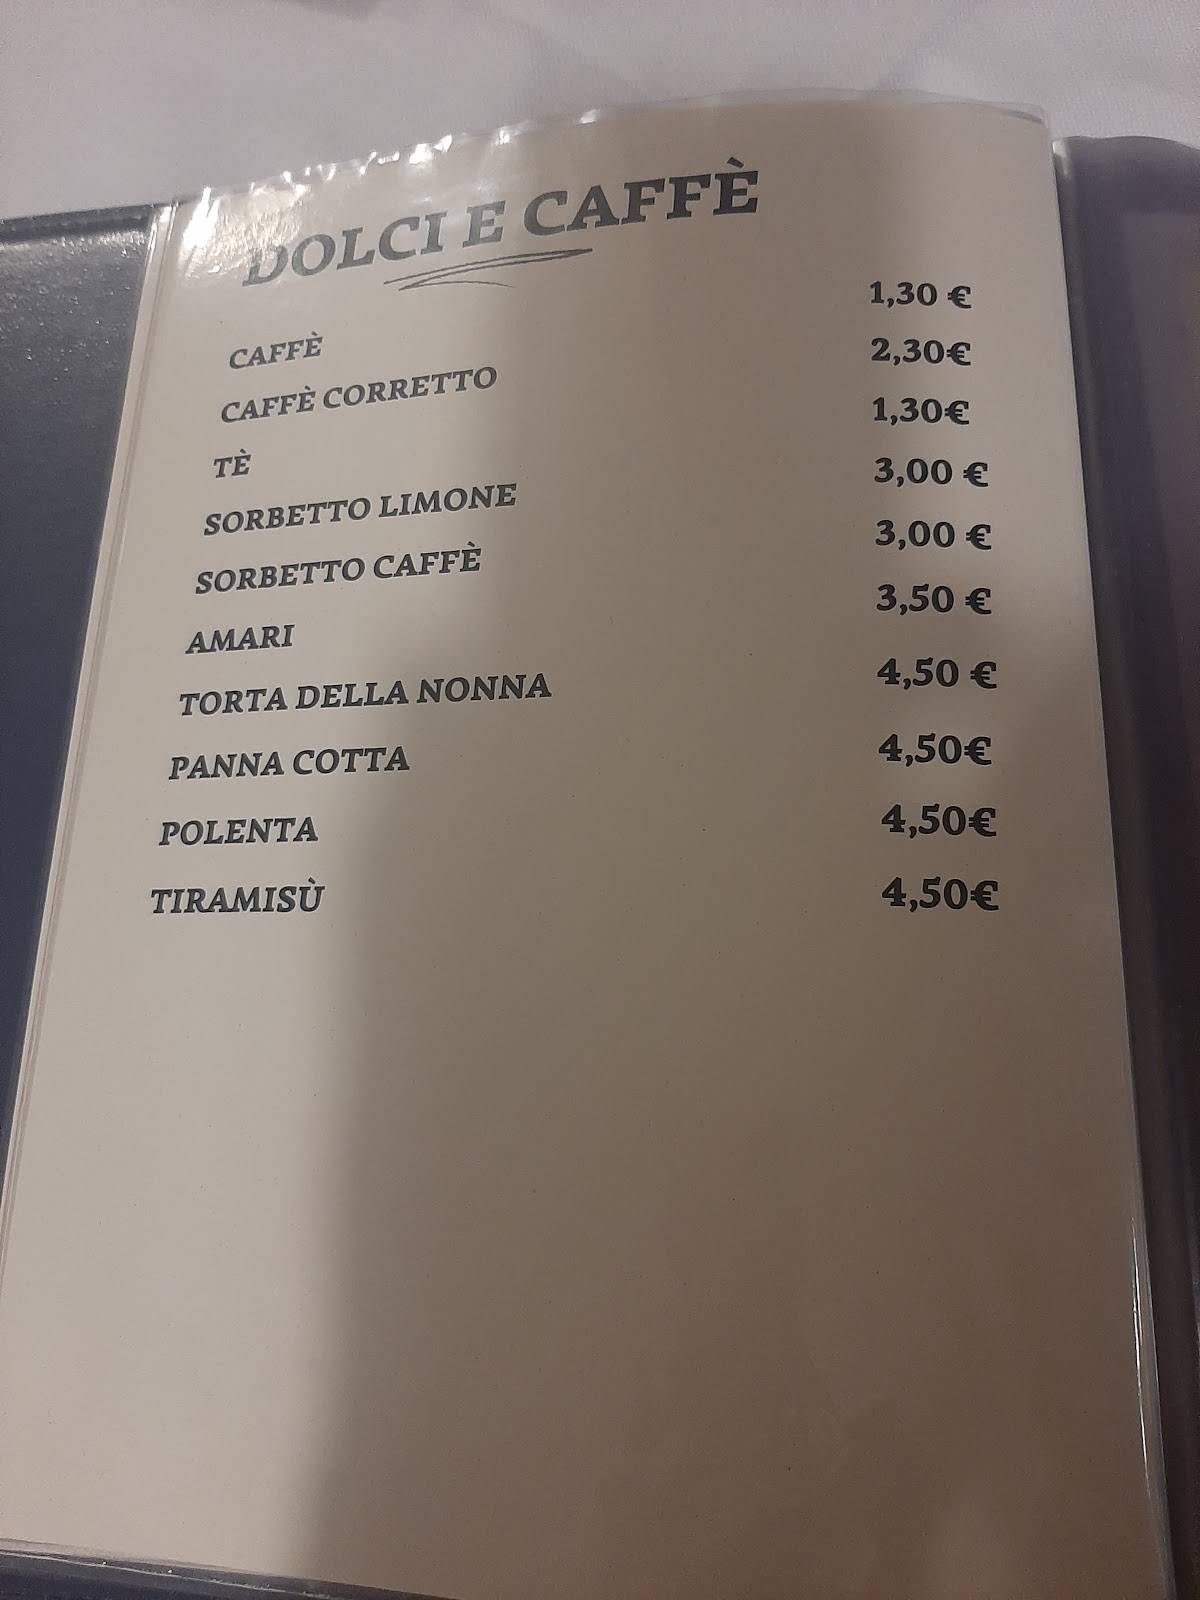 DOLCI E CAFFÈ
CAFFÈ 1,30 €
CAFFÈ CORRETTO 2,30€
TÈ 1,30€
SORBETTO LIMONE 3,00 €
SORBETTO CAFFÈ 3,00 €
AMARI 3,50 €
TORTA DELLA NONNA 4,50 €
PANNA COTTA 4,50€
POLENTA 4,50€
TIRAMISÙ 4,50€